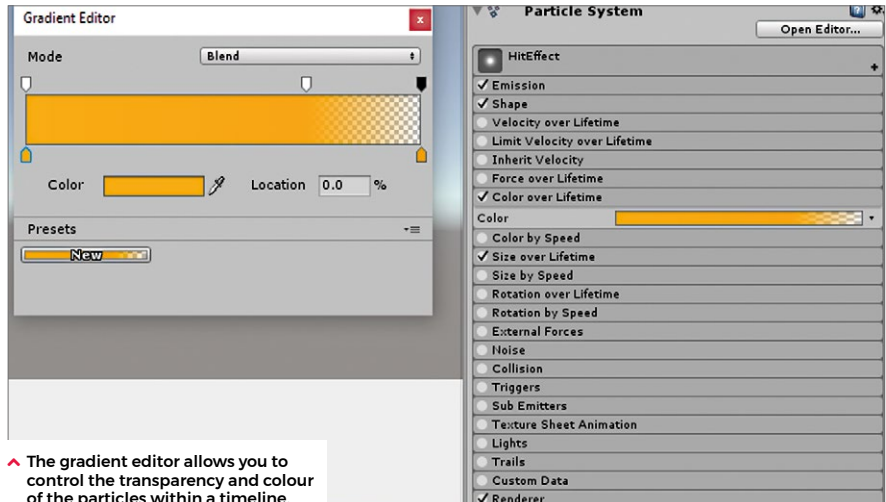 Gradient Editor
x
Mode
Blend
Color
Location
0.0
%
Presets
New
Particle System
Open Editor...
HitEffect
+
Emission
Shape
Velocity over Lifetime
Limit Velocity over Lifetime
Inherit Velocity
Force over Lifetime
Color over Lifetime
Color
Color by Speed
Size over Lifetime
Size by Speed
Rotation over Lifetime
Rotation by Speed
External Forces
Noise
Collision
Triggers
Sub Emitters
Texture Sheet Animation
Lights
Trails
Custom Data
Renderer
The gradient editor allows you to
control the transparency and colour
of the particles within a timeline